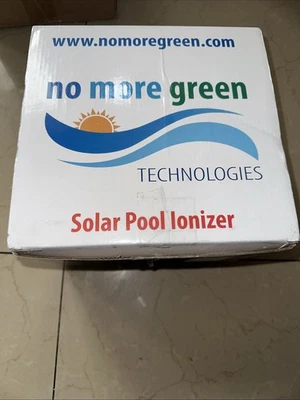 www.nomoregreen.com
no more green
TECHNOLOGIES
Solar Pool Ionizer